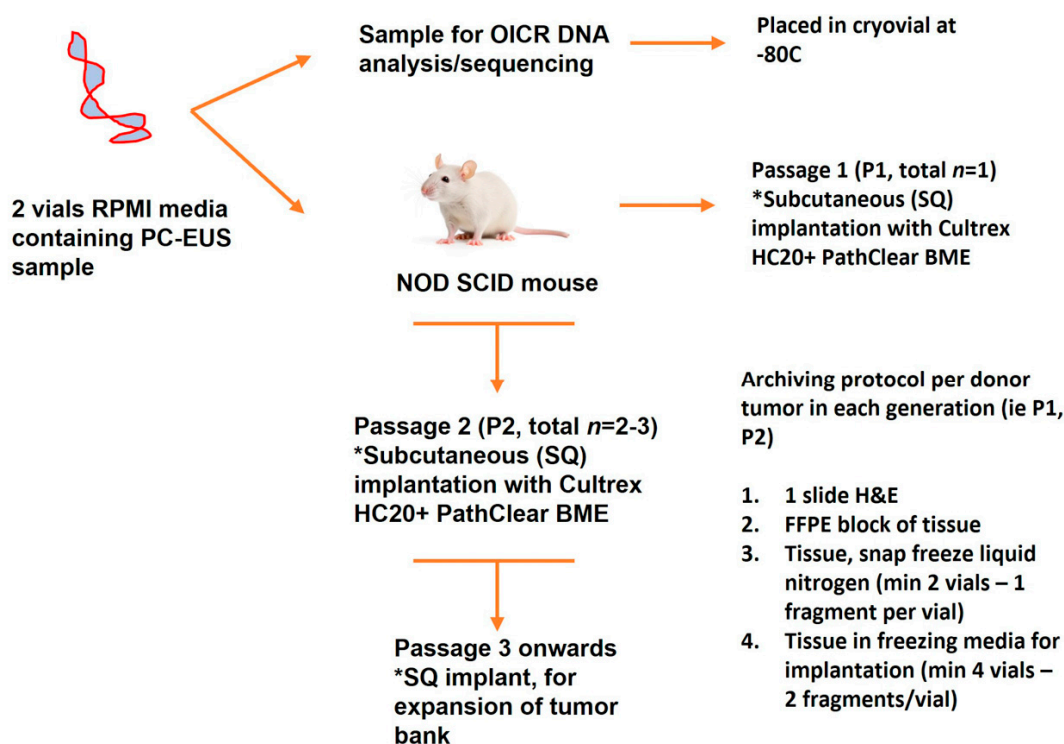 Sample for OICR DNA
analysis/sequencing
Placed in cryovial at
-80C
2 vials RPMI media
containing PC-EUS
sample
NOD SCID mouse
Passage 1 (P1, total n=1)
*Subcutaneous (SQ)
implantation with Cultrex
HC20+ PathClear BME
Passage 2 (P2, total n=2-3)
*Subcutaneous (SQ)
implantation with Cultrex
HC20+ PathClear BME
Passage 3 onwards
*SQ implant, for
expansion of tumor
bank
Archiving protocol per donor
tumor in each generation (ie P1,
P2)
1. 1 slide H&E
2. FFPE block of tissue
3. Tissue, snap freeze liquid
nitrogen (min 2 vials – 1
fragment per vial)
4. Tissue in freezing media for
implantation (min 4 vials –
2 fragments/vial)